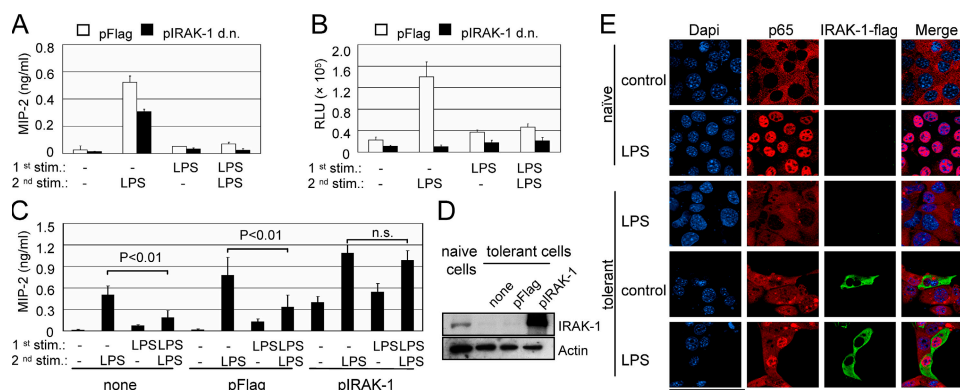 A
pFlag pIRAK-1 d.n.
MIP-2 (ng/ml)
0.8
0.6
0.4
0.2
0
1 st stim.: - - LPS LPS
2 nd stim.: - LPS - LPS
B
pFlag pIRAK-1 d.n.
RLU (× 10⁵)
2.0
1.6
1.2
0.8
0.4
0
1 st stim.: - - LPS LPS
2 nd stim.: - LPS - LPS
C
MIP-2 (ng/ml)
1.5
1.2
0.9
0.6
0.3
0
P<0.01
P<0.01
n.s.
1 st stim.: - - LPS LPS - - LPS LPS - - LPS LPS
2 nd stim.: - LPS - LPS - LPS - LPS - LPS - LPS
none pFlag pIRAK-1
D
naive cells
tolerant cells
none
pFlag
pIRAK-1
IRAK-1
Actin
E
Dapi p65 IRAK-1-flag Merge
naïve
control
LPS
tolerant
LPS
control
LPS